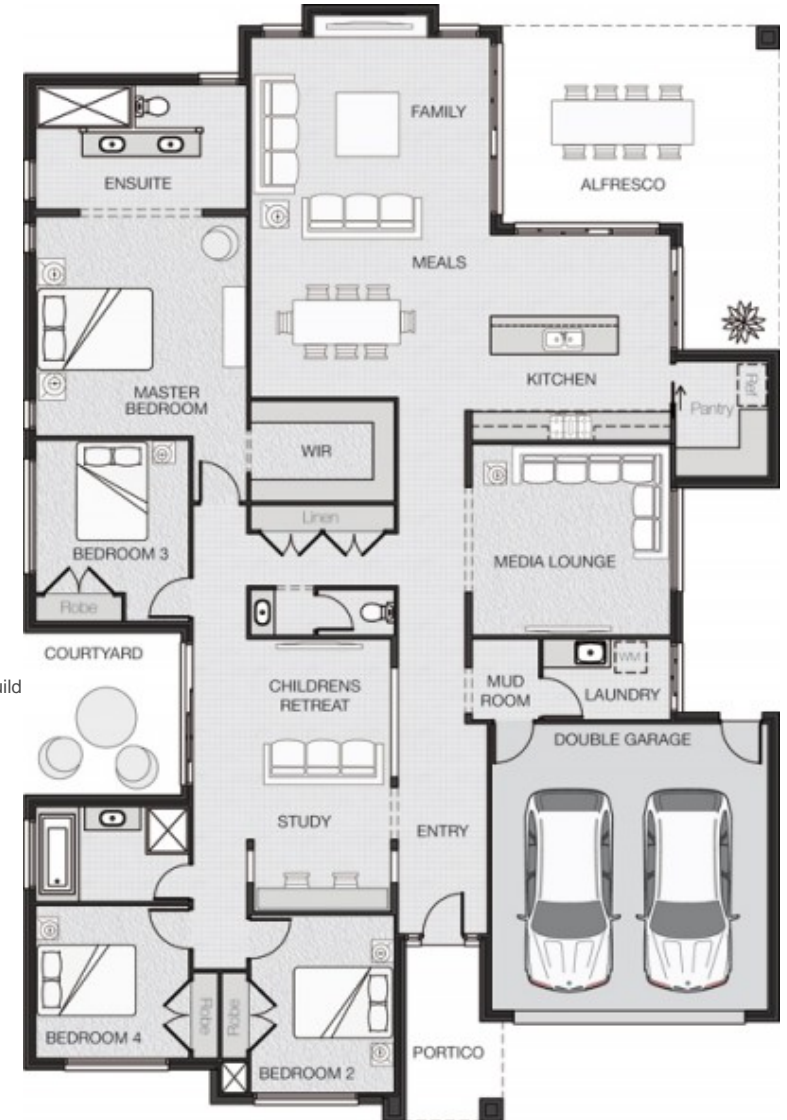 FAMILY
ALFRESCO
ENSUITE
MEALS
KITCHEN
MASTER
BEDROOM
Ref
Pantry
WIR
Linen
BEDROOM 3
MEDIA LOUNGE
Robe
COURTYARD
uild
CHILDRENS
RETREAT
MUD
ROOM
WM
LAUNDRY
DOUBLE GARAGE
STUDY
ENTRY
Robe
Robe
BEDROOM 4
PORTICO
BEDROOM 2